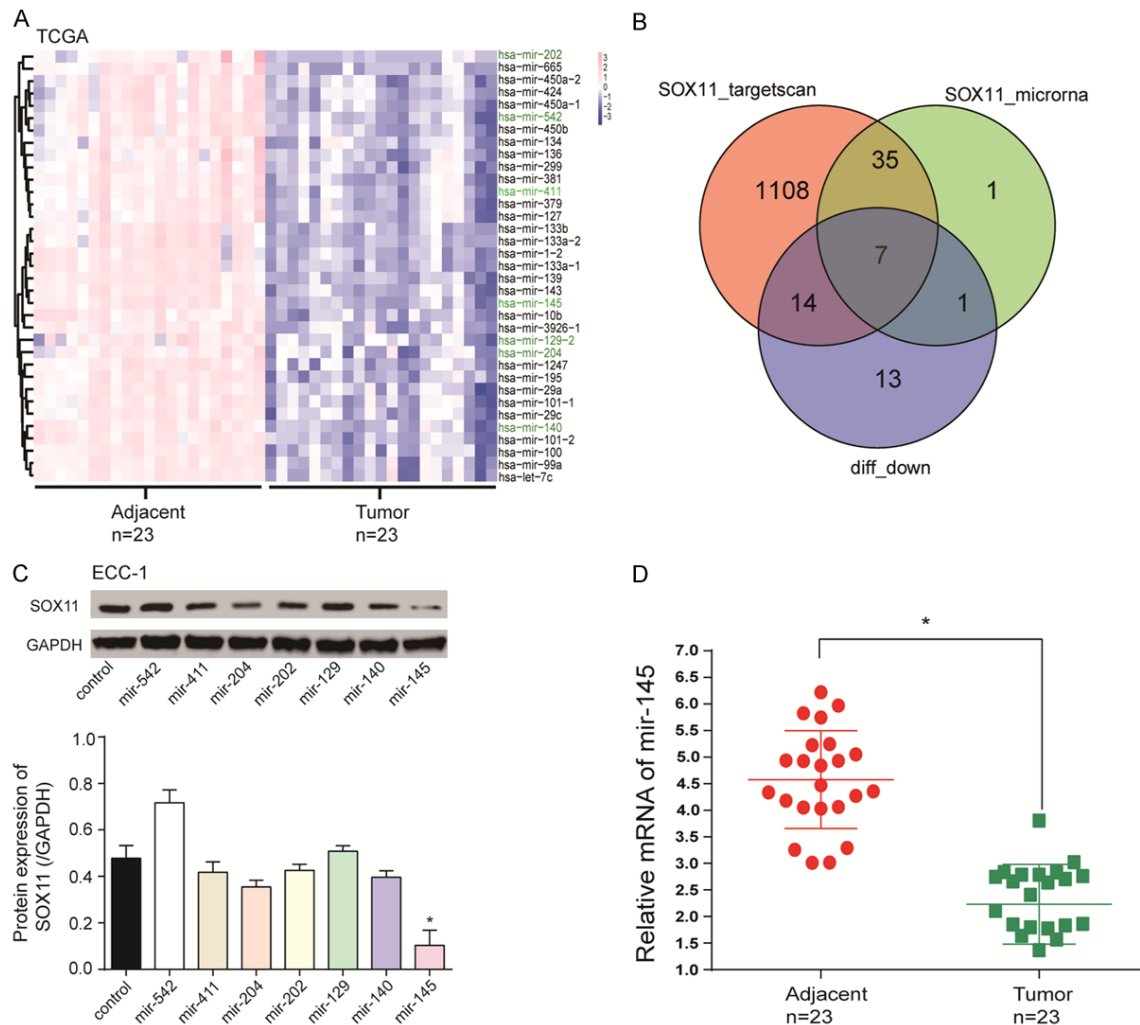 A
TCGA
hsa-mir-202
hsa-mir-665
hsa-mir-450a-2
hsa-mir-424
hsa-mir-450a-1
hsa-mir-542
hsa-mir-450b
hsa-mir-134
hsa-mir-136
hsa-mir-299
hsa-mir-381
hsa-mir-411
hsa-mir-379
hsa-mir-127
hsa-mir-133b
hsa-mir-133a-2
hsa-mir-1-2
hsa-mir-133a-1
hsa-mir-139
hsa-mir-143
hsa-mir-145
hsa-mir-10b
hsa-mir-3926-1
hsa-mir-129-2
hsa-mir-204
hsa-mir-1247
hsa-mir-195
hsa-mir-29a
hsa-mir-101-1
hsa-mir-29c
hsa-mir-140
hsa-mir-101-2
hsa-mir-100
hsa-mir-99a
hsa-let-7c
3
2
1
0
-1
-2
-3
Adjacent
n=23
Tumor
n=23
B
SOX11_targetscan
SOX11_microrna
1108
35
1
7
14
1
13
diff_down
C
ECC-1
SOX11
GAPDH
control
mir-542
mir-411
mir-204
mir-202
mir-129
mir-140
mir-145
Protein expression of
SOX11 (/GAPDH)
1.0
0.8
0.6
0.4
0.2
0.0
*
control
mir-542
mir-411
mir-204
mir-202
mir-129
mir-140
mir-145
D
*
Relative mRNA of mir-145
7.0
6.5
6.0
5.5
5.0
4.5
4.0
3.5
3.0
2.5
2.0
1.5
1.0
Adjacent
n=23
Tumor
n=23